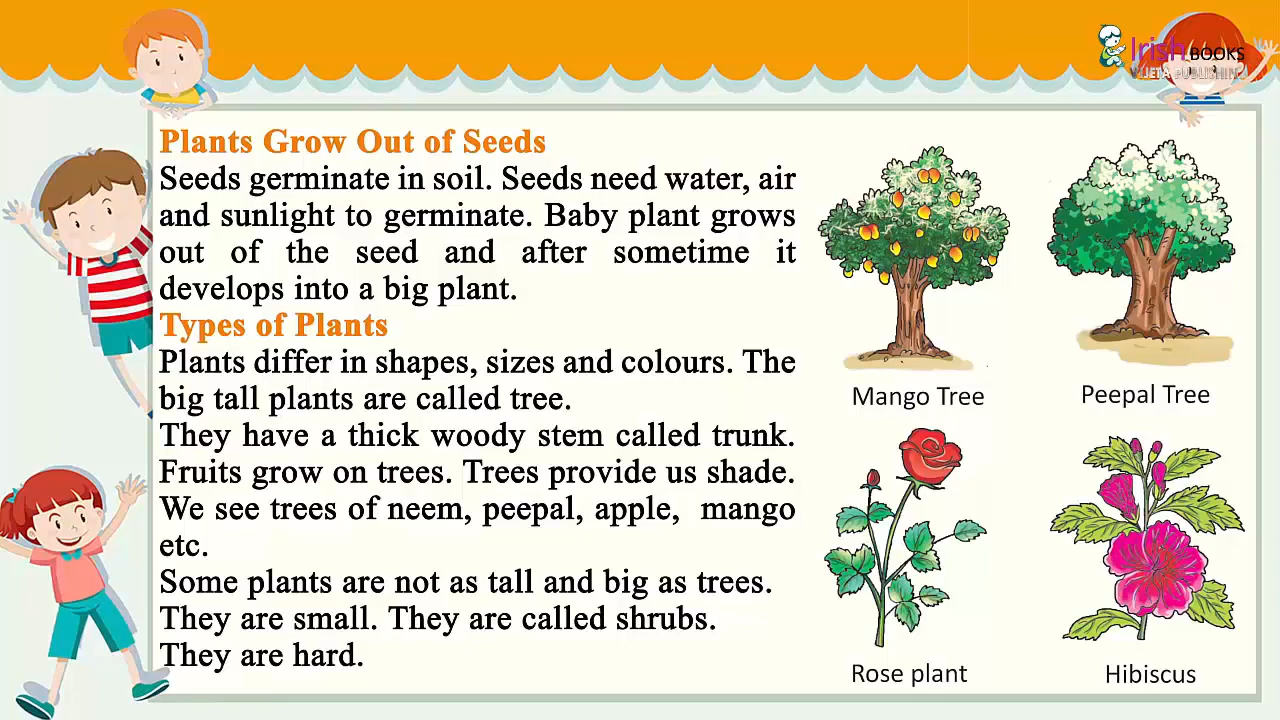 Irish BOOKS
VIJETA PUBLISHING
Plants Grow Out of Seeds
Seeds germinate in soil. Seeds need water, air
and sunlight to germinate. Baby plant grows
out of the seed and after sometime it
develops into a big plant.
Types of Plants
Plants differ in shapes, sizes and colours. The
big tall plants are called tree.
They have a thick woody stem called trunk.
Fruits grow on trees. Trees provide us shade.
We see trees of neem, peepal, apple, mango
etc.
Some plants are not as tall and big as trees.
They are small. They are called shrubs.
They are hard.
Mango Tree
Peepal Tree
Rose plant
Hibiscus